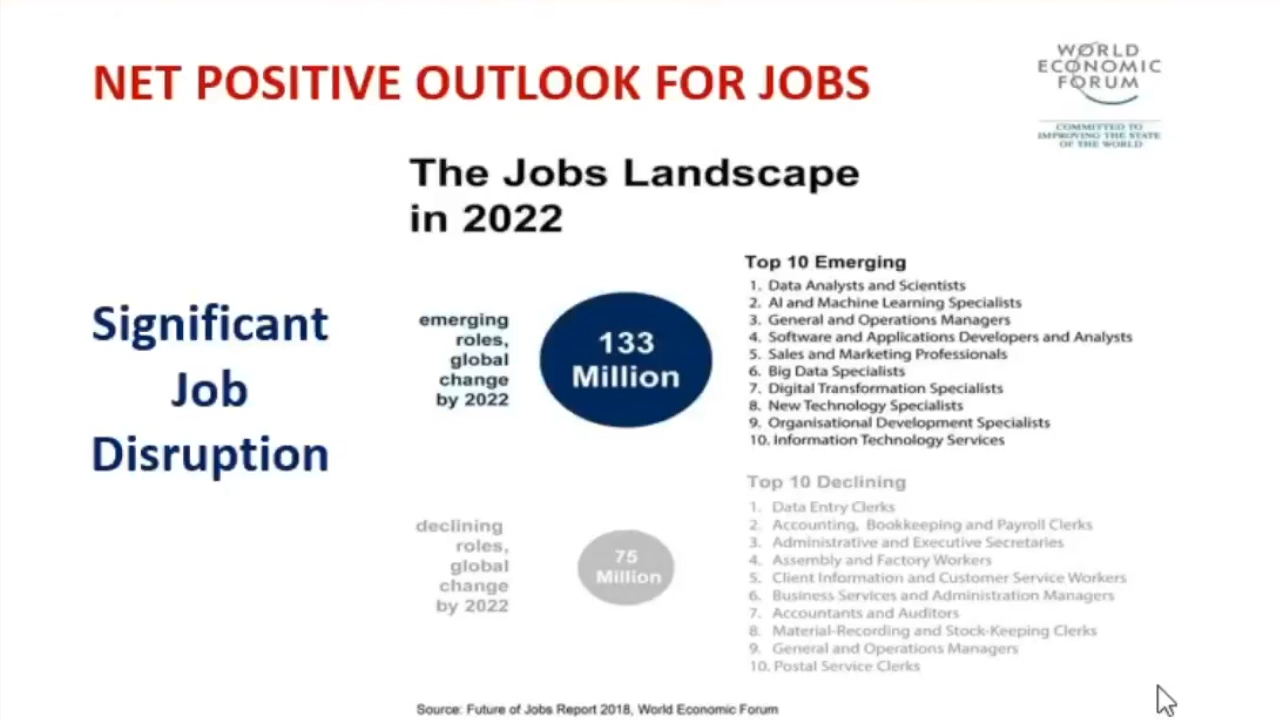 NET POSITIVE OUTLOOK FOR JOBS
WORLD
ECONOMIC
FORUM
COMMITTED TO
IMPROVING THE STATE
OF THE WORLD
The Jobs Landscape
in 2022
Significant
Job
Disruption
emerging
roles,
global
change
by 2022
133
Million
Top 10 Emerging
1. Data Analysts and Scientists
2. AI and Machine Learning Specialists
3. General and Operations Managers
4. Software and Applications Developers and Analysts
5. Sales and Marketing Professionals
6. Big Data Specialists
7. Digital Transformation Specialists
8. New Technology Specialists
9. Organisational Development Specialists
10. Information Technology Services
declining
roles,
global
change
by 2022
75
Million
Top 10 Declining
1. Data Entry Clerks
2. Accounting, Bookkeeping and Payroll Clerks
3. Administrative and Executive Secretaries
4. Assembly and Factory Workers
5. Client Information and Customer Service Workers
6. Business Services and Administration Managers
7. Accountants and Auditors
8. Material-Recording and Stock-Keeping Clerks
9. General and Operations Managers
10. Postal Service Clerks
Source: Future of Jobs Report 2018, World Economic Forum